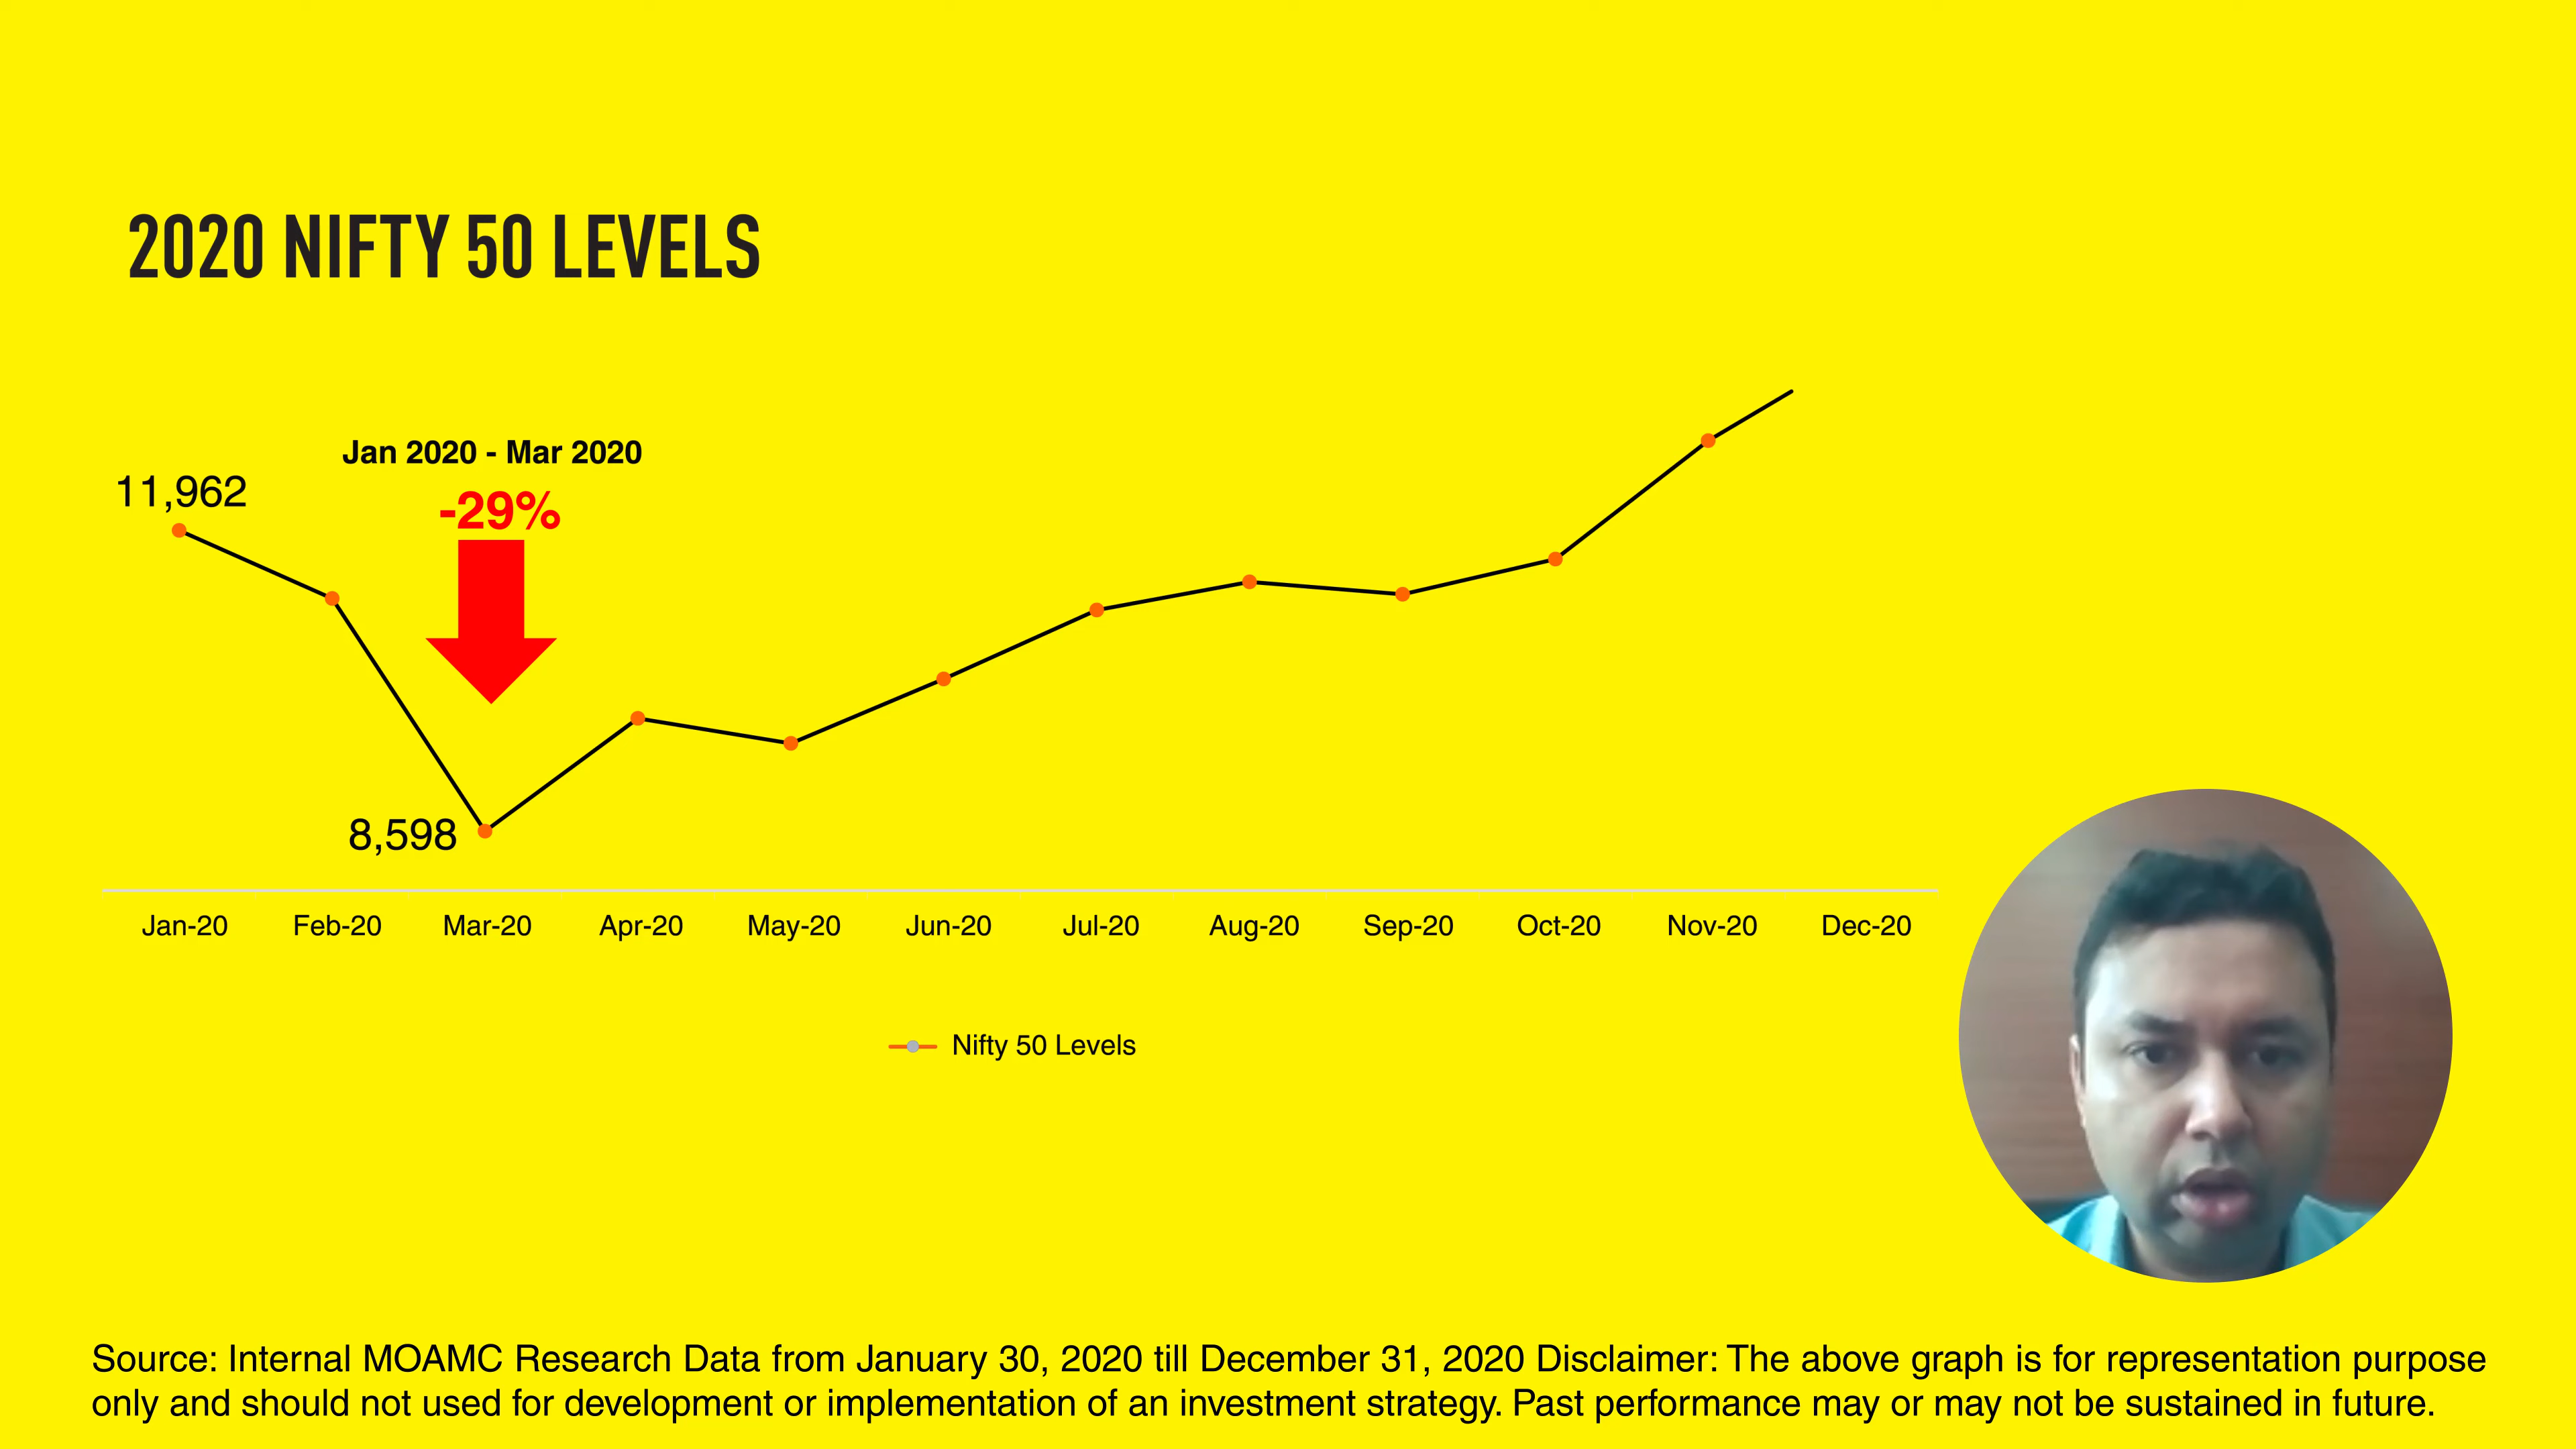 2020 NIFTY 50 LEVELS
Jan 2020 - Mar 2020
11,962
-29%
8,598
Jan-20 Feb-20 Mar-20 Apr-20 May-20 Jun-20 Jul-20 Aug-20 Sep-20 Oct-20 Nov-20 Dec-20
Nifty 50 Levels
Source: Internal MOAMC Research Data from January 30, 2020 till December 31, 2020 Disclaimer: The above graph is for representation purpose
only and should not used for development or implementation of an investment strategy. Past performance may or may not be sustained in future.